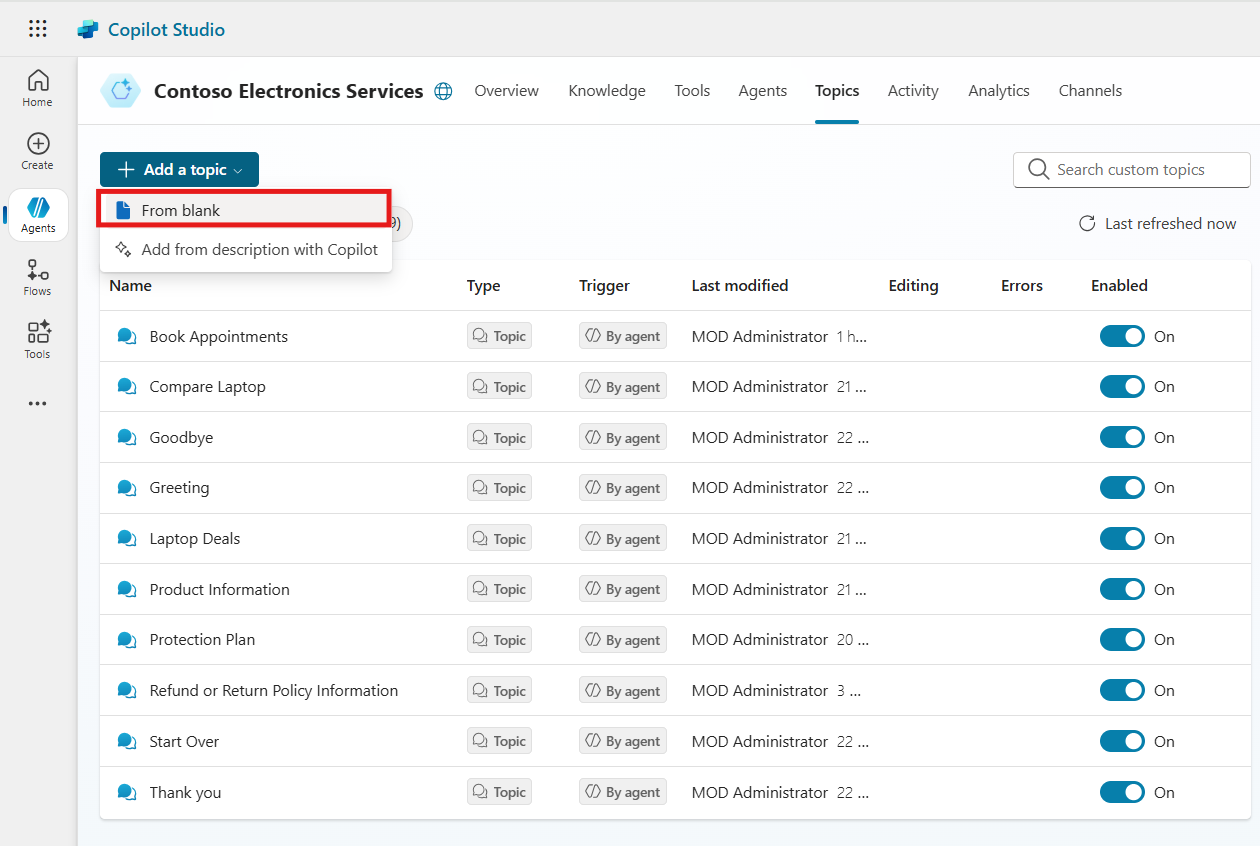 Copilot Studio
Home
Create
Agents
Flows
Tools
Contoso Electronics Services Overview Knowledge Tools Agents Topics Activity Analytics Channels
Add a topic
Search custom topics
From blank
9)
Last refreshed now
Add from description with Copilot
Name Type Trigger Last modified Editing Errors Enabled
Book Appointments Topic By agent MOD Administrator 1 h... On
Compare Laptop Topic By agent MOD Administrator 21 ... On
Goodbye Topic By agent MOD Administrator 22 ... On
Greeting Topic By agent MOD Administrator 22 ... On
Laptop Deals Topic By agent MOD Administrator 21 ... On
Product Information Topic By agent MOD Administrator 21 ... On
Protection Plan Topic By agent MOD Administrator 20 ... On
Refund or Return Policy Information Topic By agent MOD Administrator 3 ... On
Start Over Topic By agent MOD Administrator 22 ... On
Thank you Topic By agent MOD Administrator 22 ... On